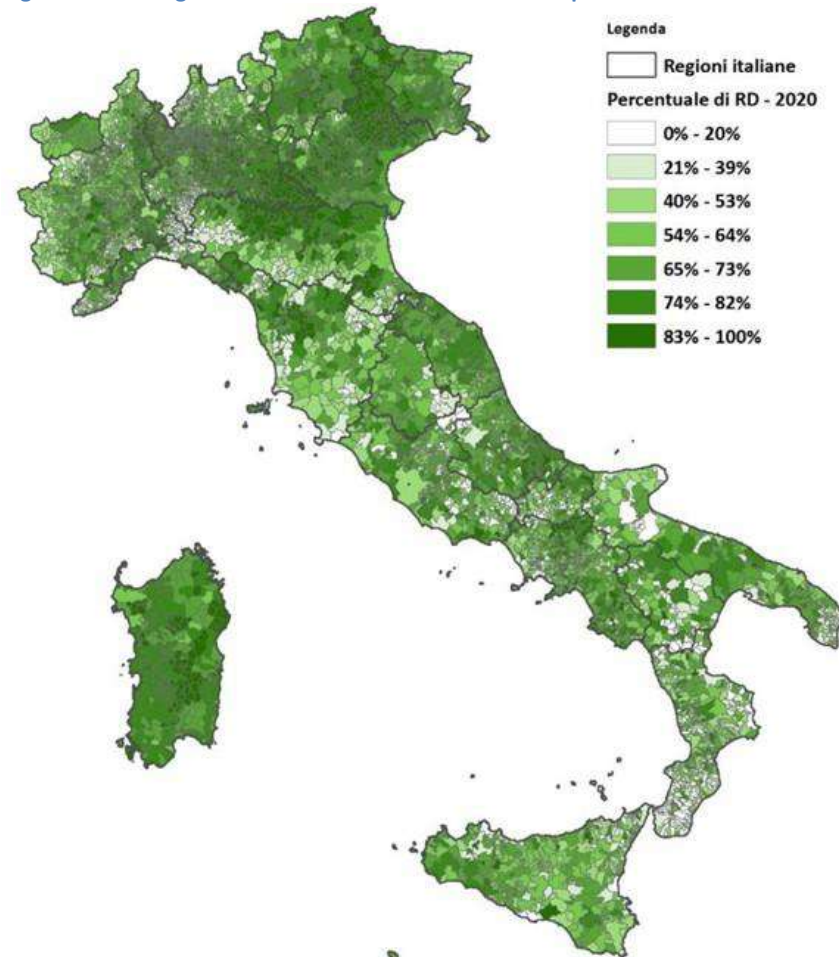 Legenda
Regioni italiane
Percentuale di RD - 2020
0% - 20%
21% - 39%
40% - 53%
54% - 64%
65% - 73%
74% - 82%
83% - 100%